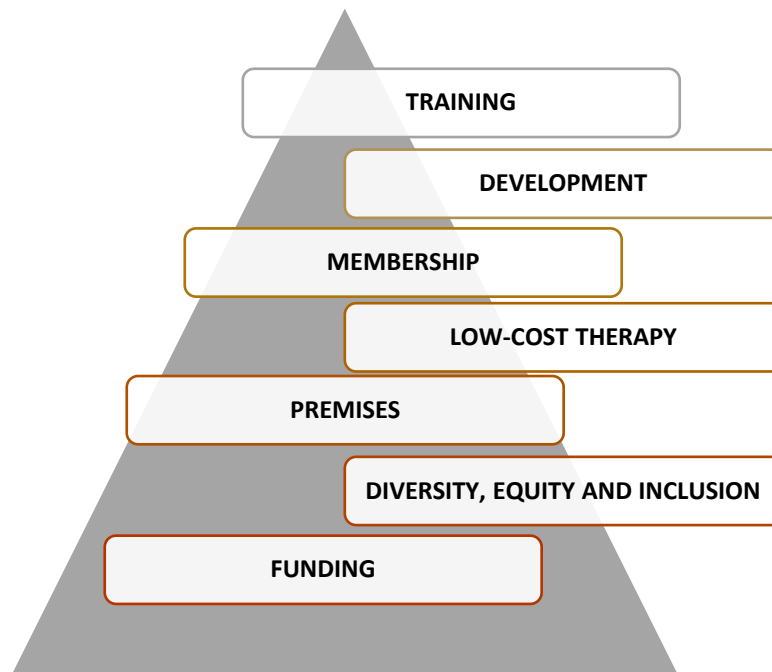 TRAINING
DEVELOPMENT
MEMBERSHIP
LOW-COST THERAPY
PREMISES
DIVERSITY, EQUITY AND INCLUSION
FUNDING